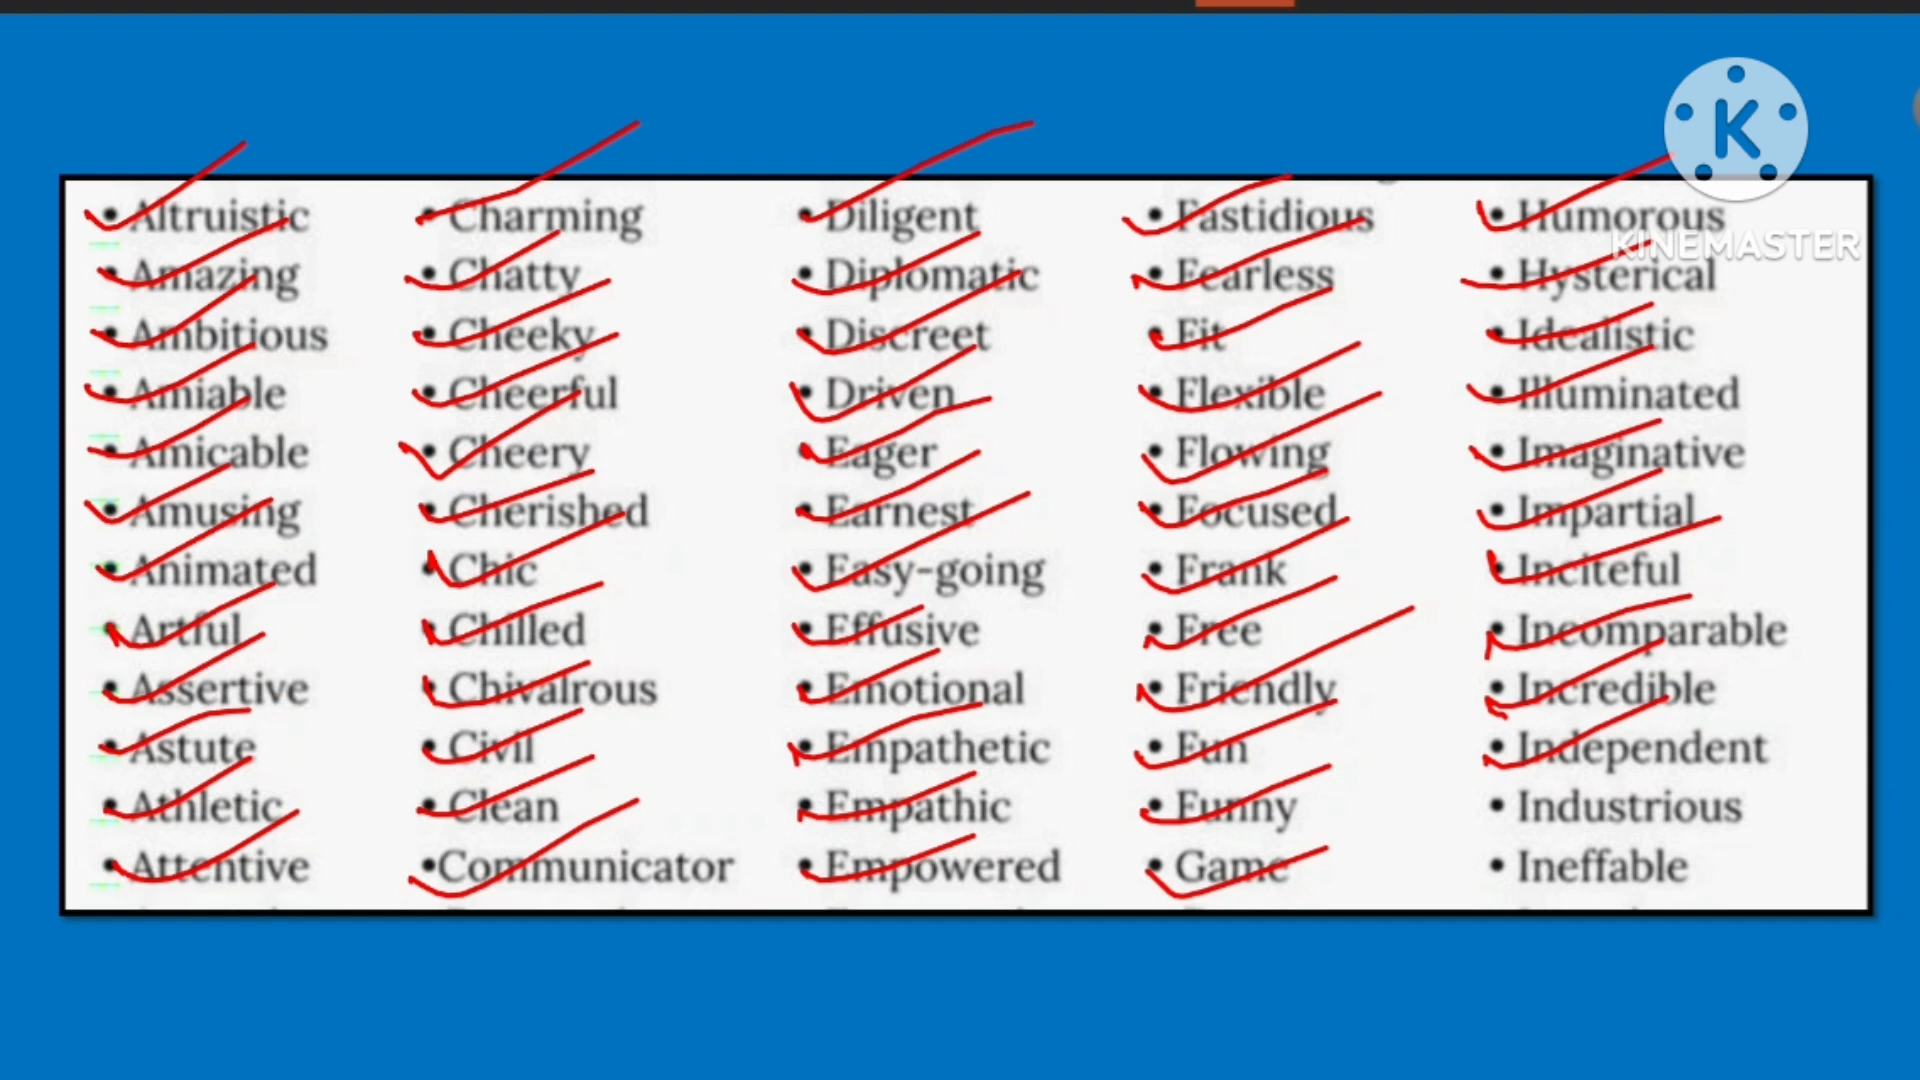 • Altruistic
• Amazing
• Ambitious
• Amiable
• Amicable
• Amusing
• Animated
• Artful
• Assertive
• Astute
• Athletic
• Attentive
• Charming
• Chatty
• Cheeky
• Cheerful
• Cheery
• Cherished
• Chic
• Chilled
• Chivalrous
• Civil
• Clean
•Communicator
• Diligent
• Diplomatic
• Discreet
• Driven
• Eager
• Earnest
• Easy-going
• Effusive
• Emotional
• Empathetic
• Empathic
• Empowered
• Fastidious
• Fearless
• Fit
• Flexible
• Flowing
• Focused
• Frank
• Free
• Friendly
• Fun
• Funny
• Game
• Humorous
• Hysterical
• Idealistic
• Illuminated
• Imaginative
• Impartial
• Inciteful
• Incomparable
• Incredible
• Independent
• Industrious
• Ineffable
K
KINEMASTER